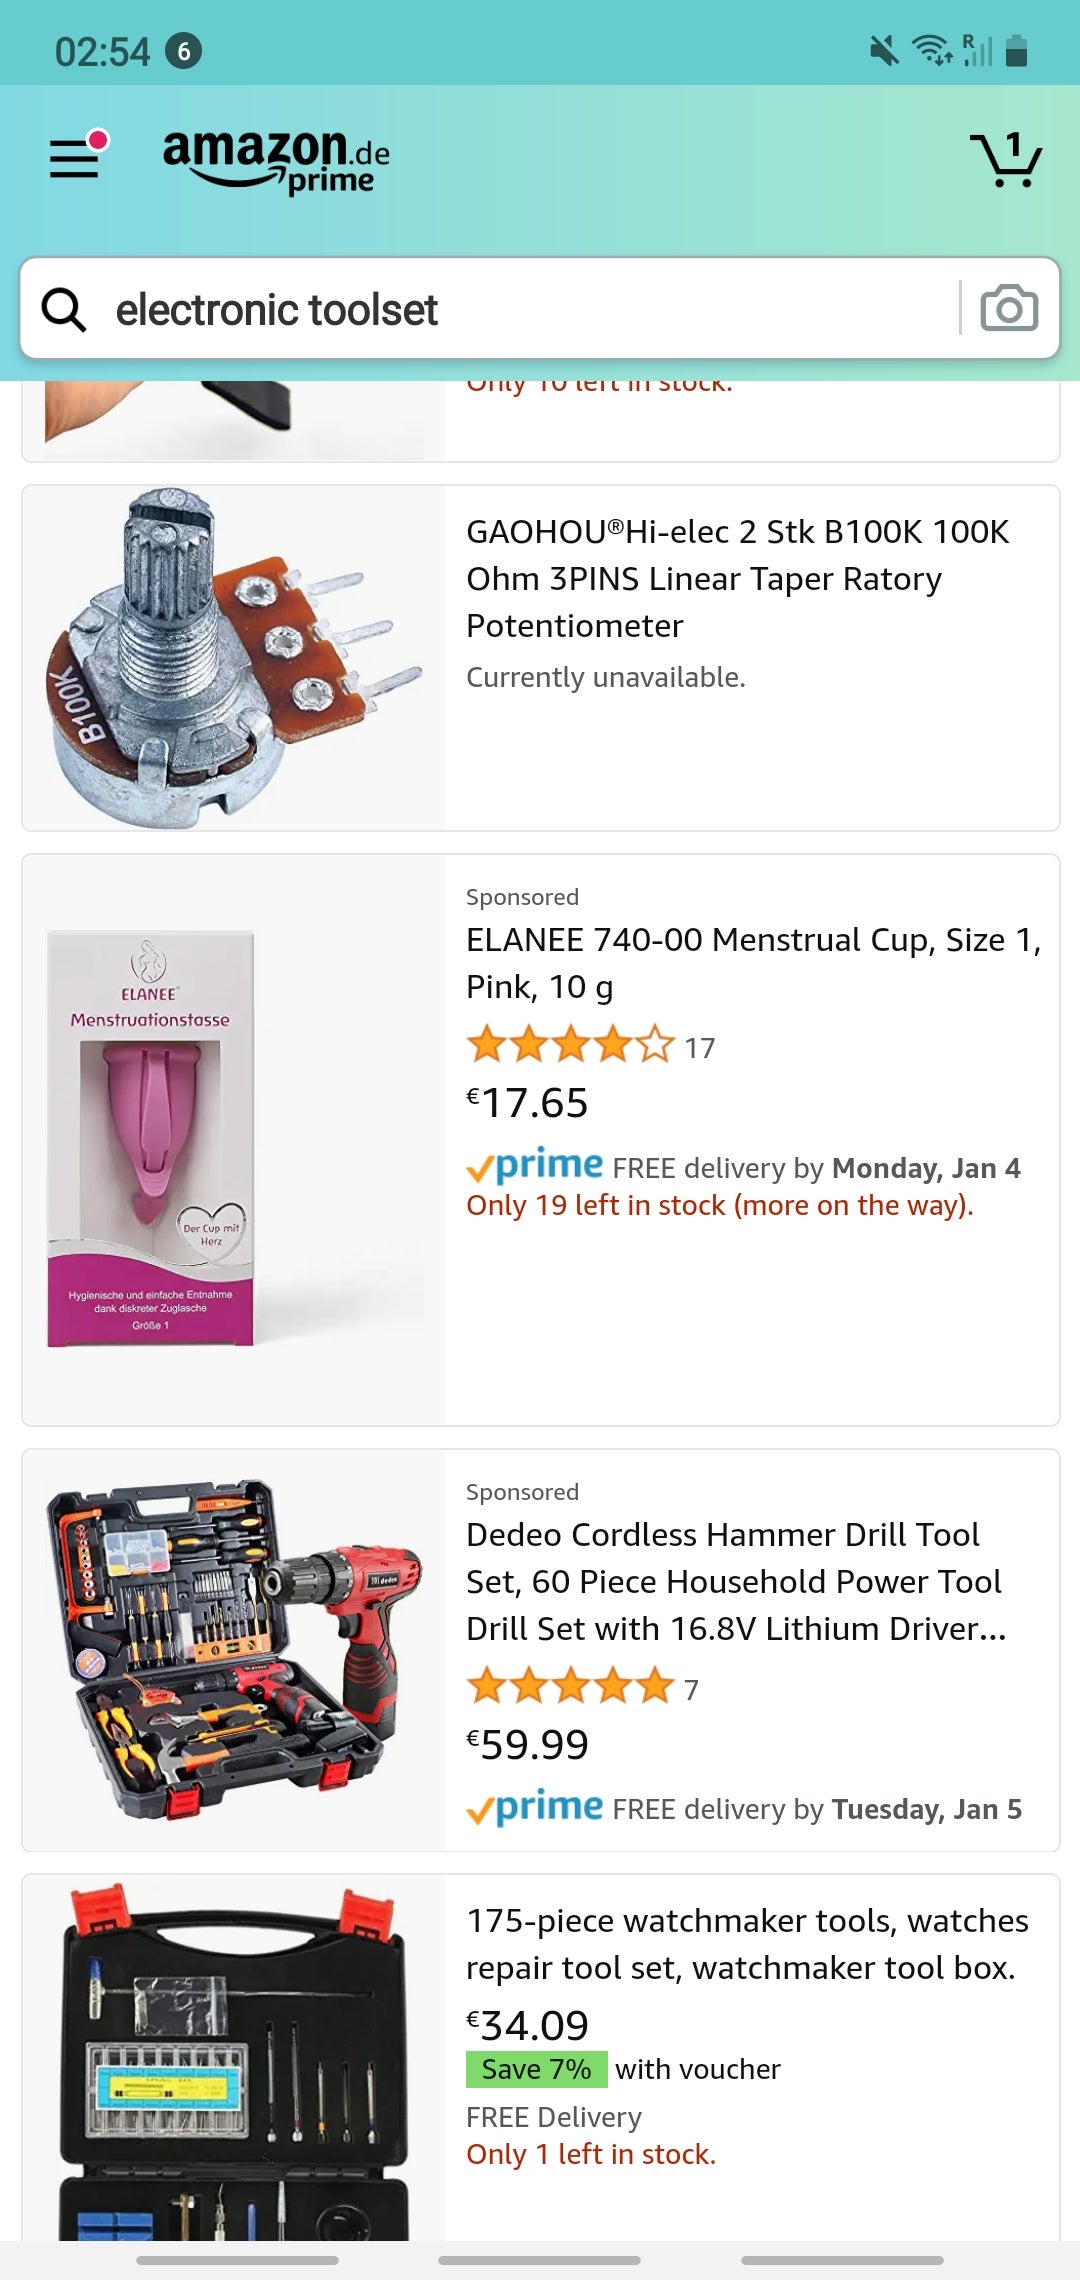 02:54 6
R
amazon.de
prime
1
electronic toolset
Only 10 left in stock.
GAOHOU®Hi-elec 2 Stk B100K 100K
Ohm 3PINS Linear Taper Ratory
Potentiometer
Currently unavailable.
B100K
Sponsored
ELANEE 740-00 Menstrual Cup, Size 1,
Pink, 10 g
17
€17.65
prime FREE delivery by Monday, Jan 4
Only 19 left in stock (more on the way).
ELANEE
Menstruationstasse
Der Cup mit
Herz
Hygienische und einfache Entnahme
dank diskreter Zuglasche
Größe 1
Sponsored
Dedeo Cordless Hammer Drill Tool
Set, 60 Piece Household Power Tool
Drill Set with 16.8V Lithium Driver...
7
€59.99
prime FREE delivery by Tuesday, Jan 5
dedeo
175-piece watchmaker tools, watches
repair tool set, watchmaker tool box.
€34.09
Save 7% with voucher
FREE Delivery
Only 1 left in stock.